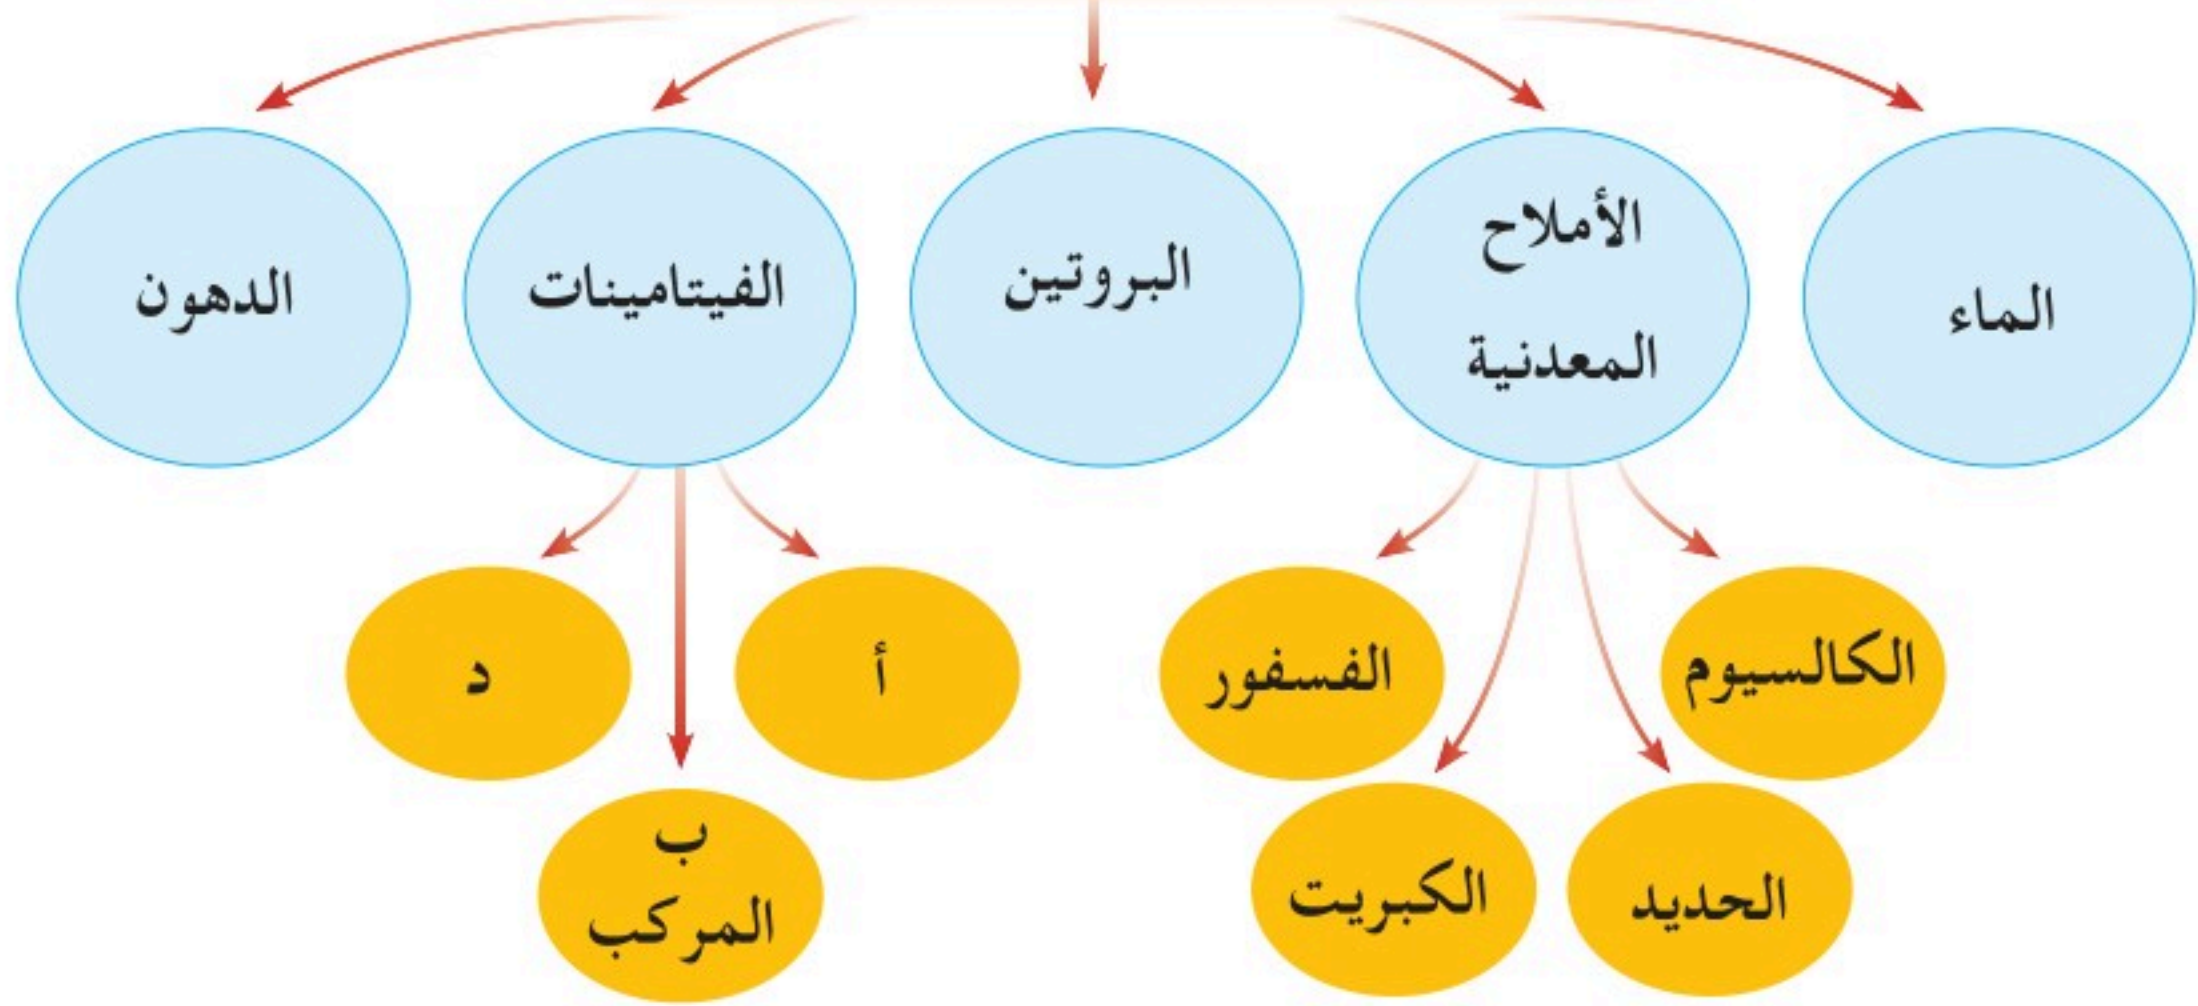 الماء
الأملاح
المعدنية
البروتين
الفيتامينات
الدهون
الكالسيوم
الفسفور
أ
د
الحديد
الكبريت
ب
المركب